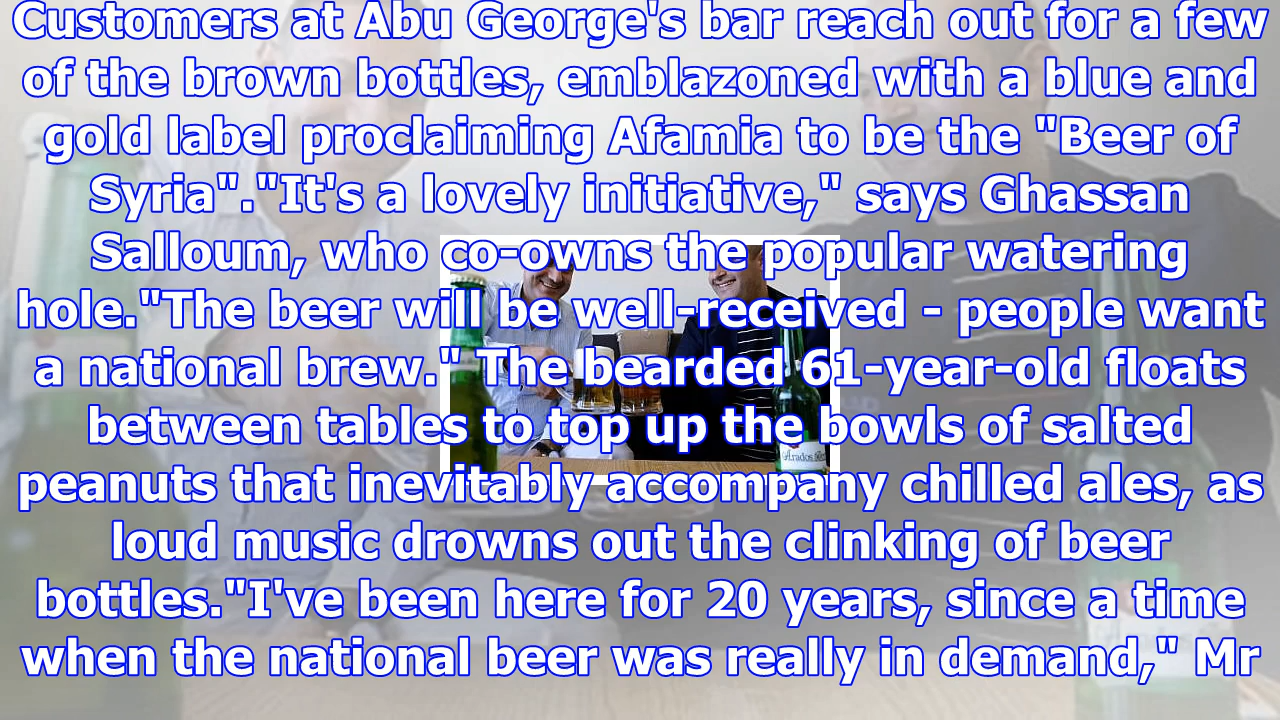 Customers at Abu George's bar reach out for a few
of the brown bottles, emblazoned with a blue and
gold label proclaiming Afamia to be the "Beer of
Syria"."It's a lovely initiative," says Ghassan
Salloum, who co-owns the popular watering
hole."The beer will be well-received - people want
a national brew." The bearded 61-year-old floats
between tables to top up the bowls of salted
peanuts that inevitably accompany chilled ales, as
loud music drowns out the clinking of beer
bottles."I've been here for 20 years, since a time
when the national beer was really in demand," Mr
Arados